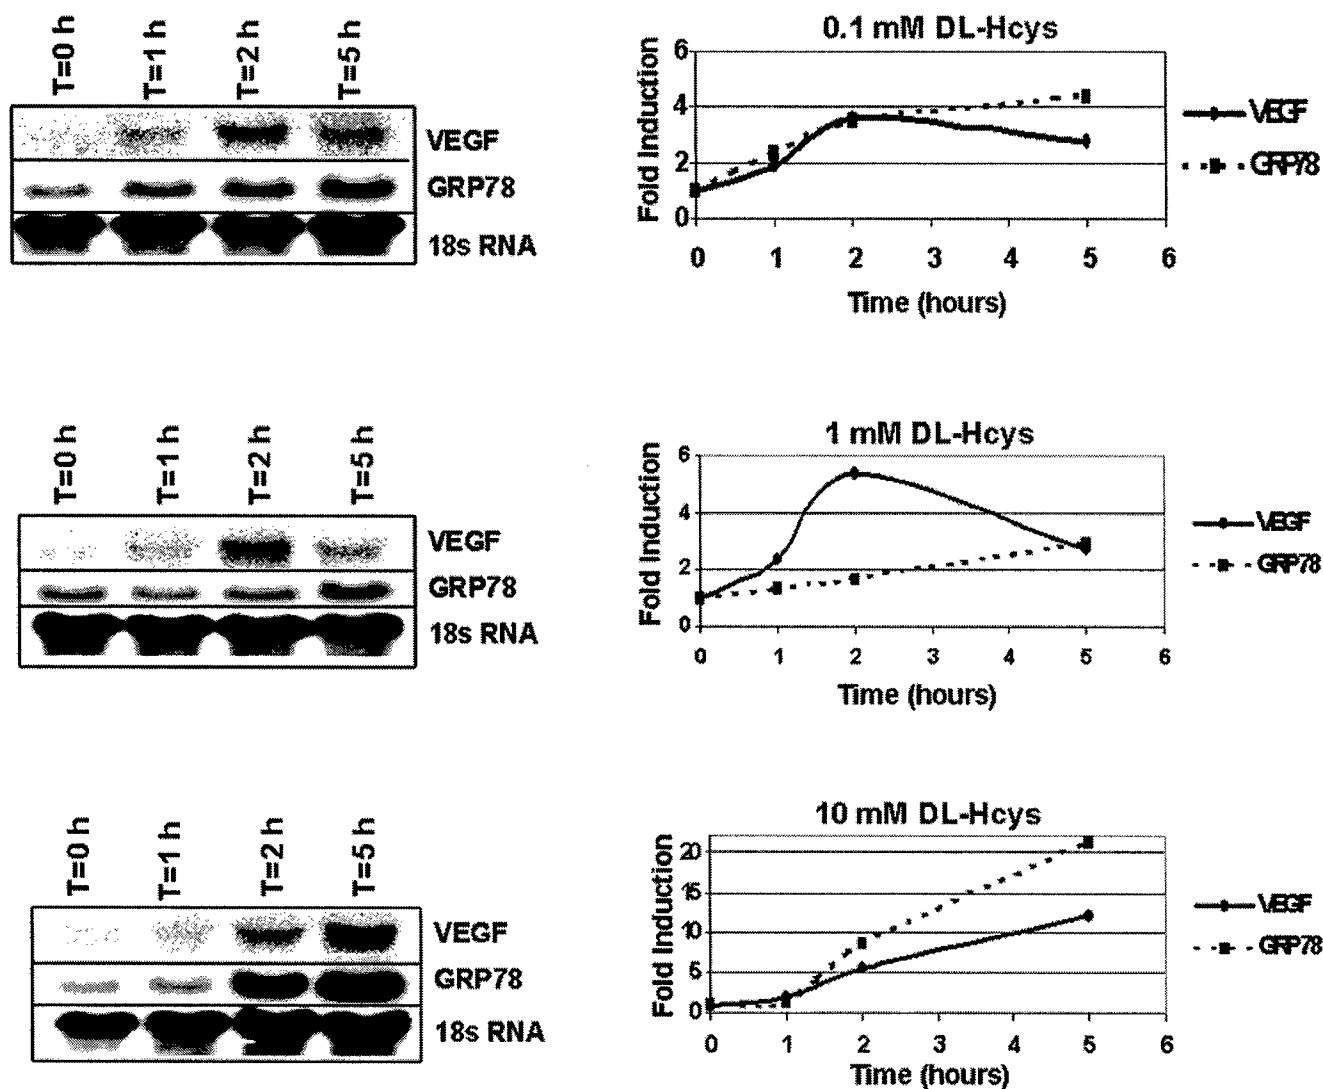 T=0 h
T=1 h
T=2 h
T=5 h
VEGF
GRP78
18s RNA
0.1 mM DL-Hcys
Fold Induction
6
4
2
0
0 1 2 3 4 5 6
Time (hours)
VEGF
GRP78
T=0 h
T=1 h
T=2 h
T=5 h
VEGF
GRP78
18s RNA
1 mM DL-Hcys
Fold Induction
6
4
2
0
0 1 2 3 4 5 6
Time (hours)
VEGF
GRP78
T=0 h
T=1 h
T=2 h
T=5 h
VEGF
GRP78
18s RNA
10 mM DL-Hcys
Fold Induction
20
15
10
5
0
0 1 2 3 4 5 6
Time (hours)
VEGF
GRP78